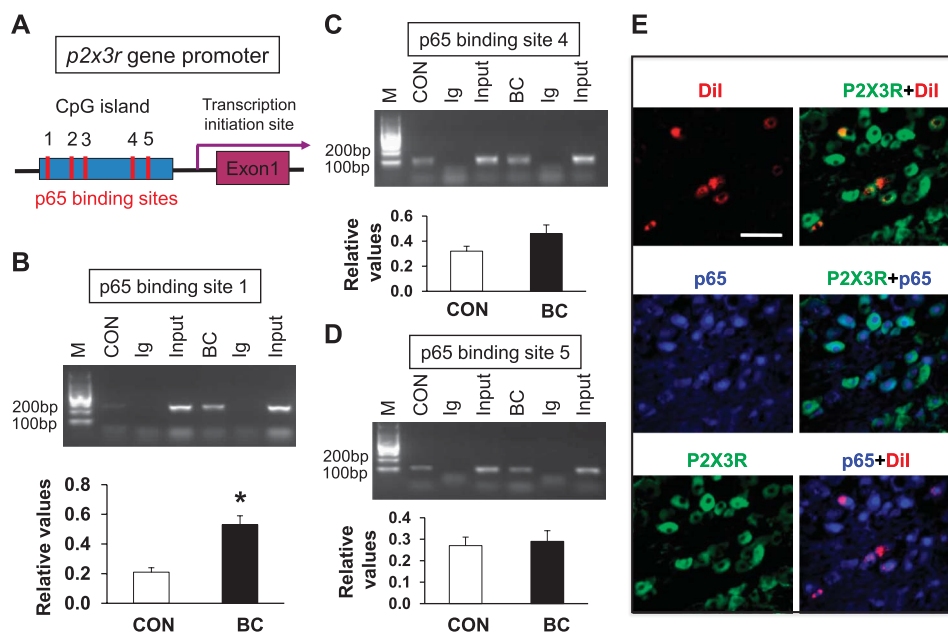 A
p2x3r gene promoter
CpG island
Transcription
initiation site
1 2 3 4 5
Exon1
p65 binding sites
B
p65 binding site 1
M CON Ig Input BC Ig Input
200bp
100bp
Relative values
0.8
0.6
0.4
0.2
0.0
*
CON BC
C
p65 binding site 4
M CON Ig Input BC Ig Input
200bp
100bp
Relative
values
0.6
0.4
0.2
0.0
CON BC
D
p65 binding site 5
M CON Ig Input BC Ig Input
200bp
100bp
Relative
values
0.4
0.3
0.2
0.1
0.0
CON BC
E
DiI P2X3R+DiI
p65 P2X3R+p65
P2X3R p65+DiI